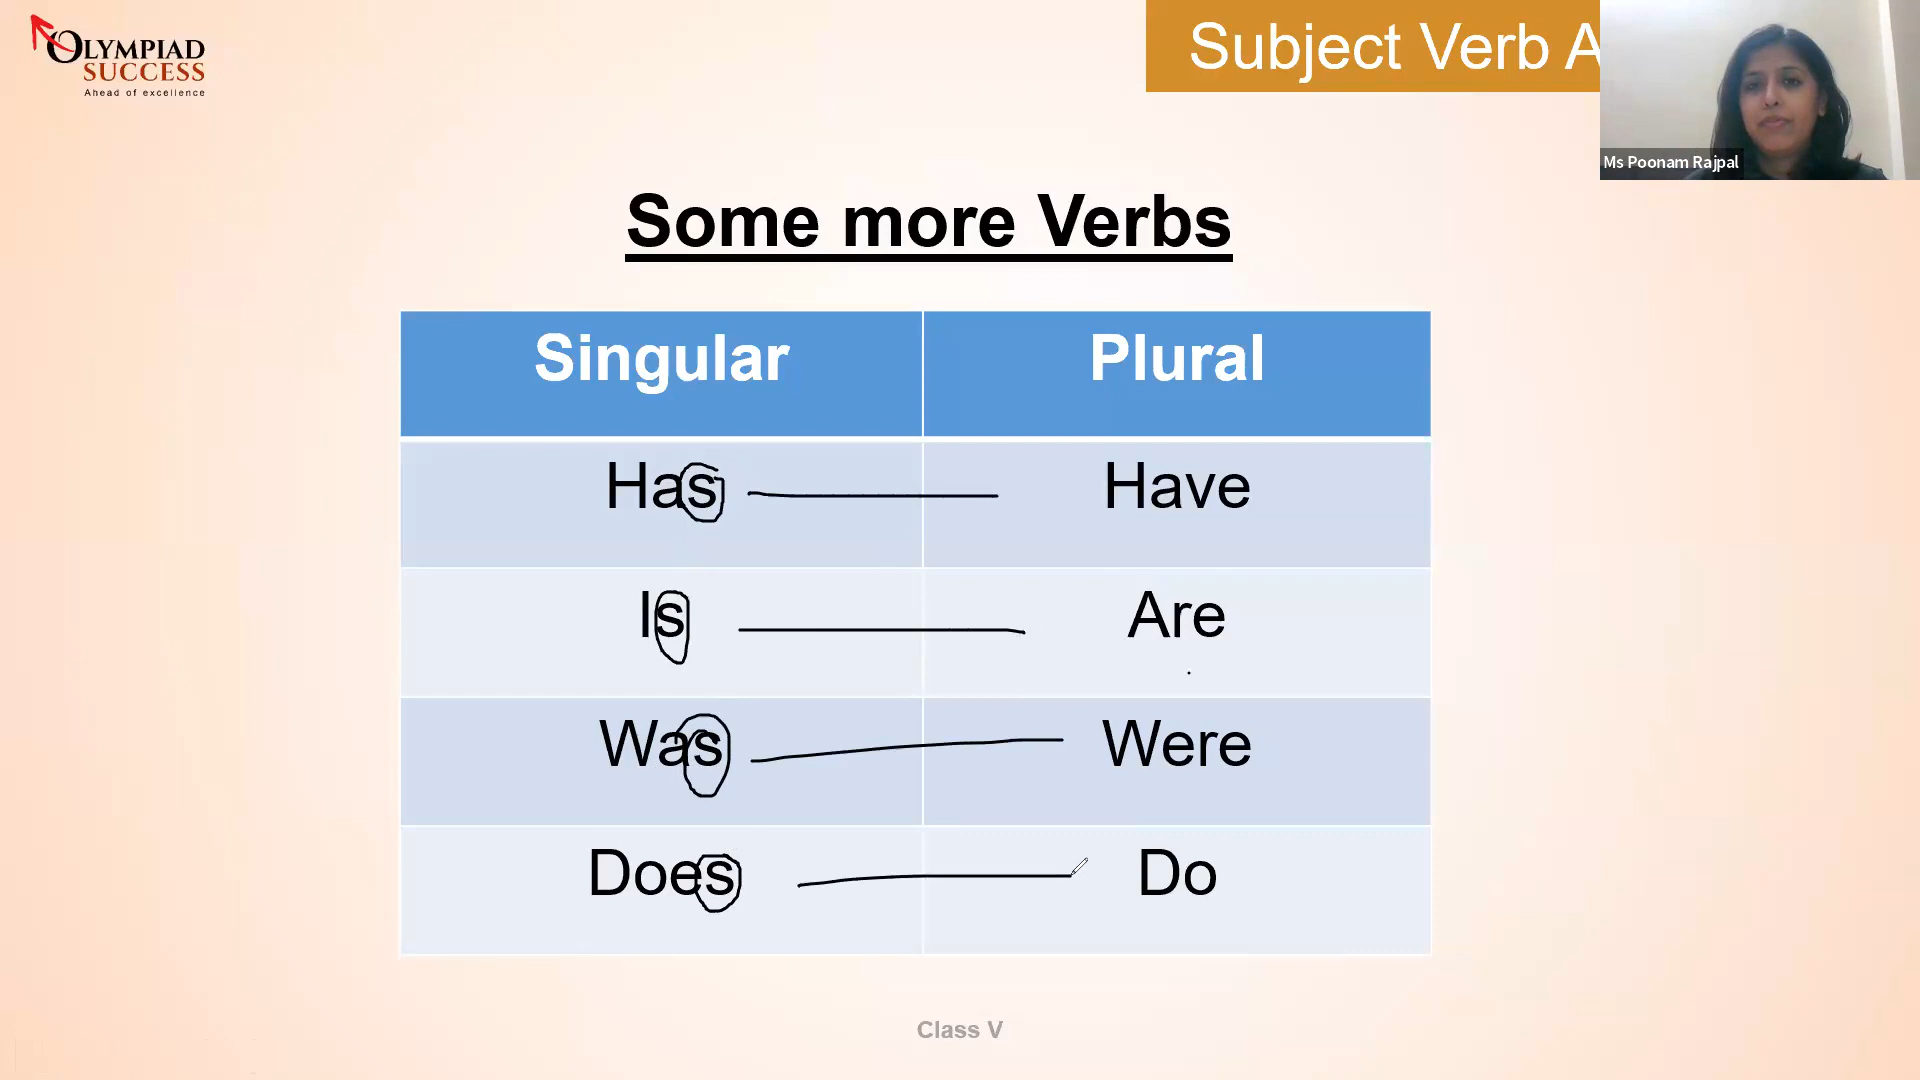 OLYMPIAD
SUCCESS
Ahead of excellence
Subject Verb A
Ms Poonam Rajpal
Some more Verbs
Singular Plural
Has Have
Is Are
Was Were
Does Do
Class V